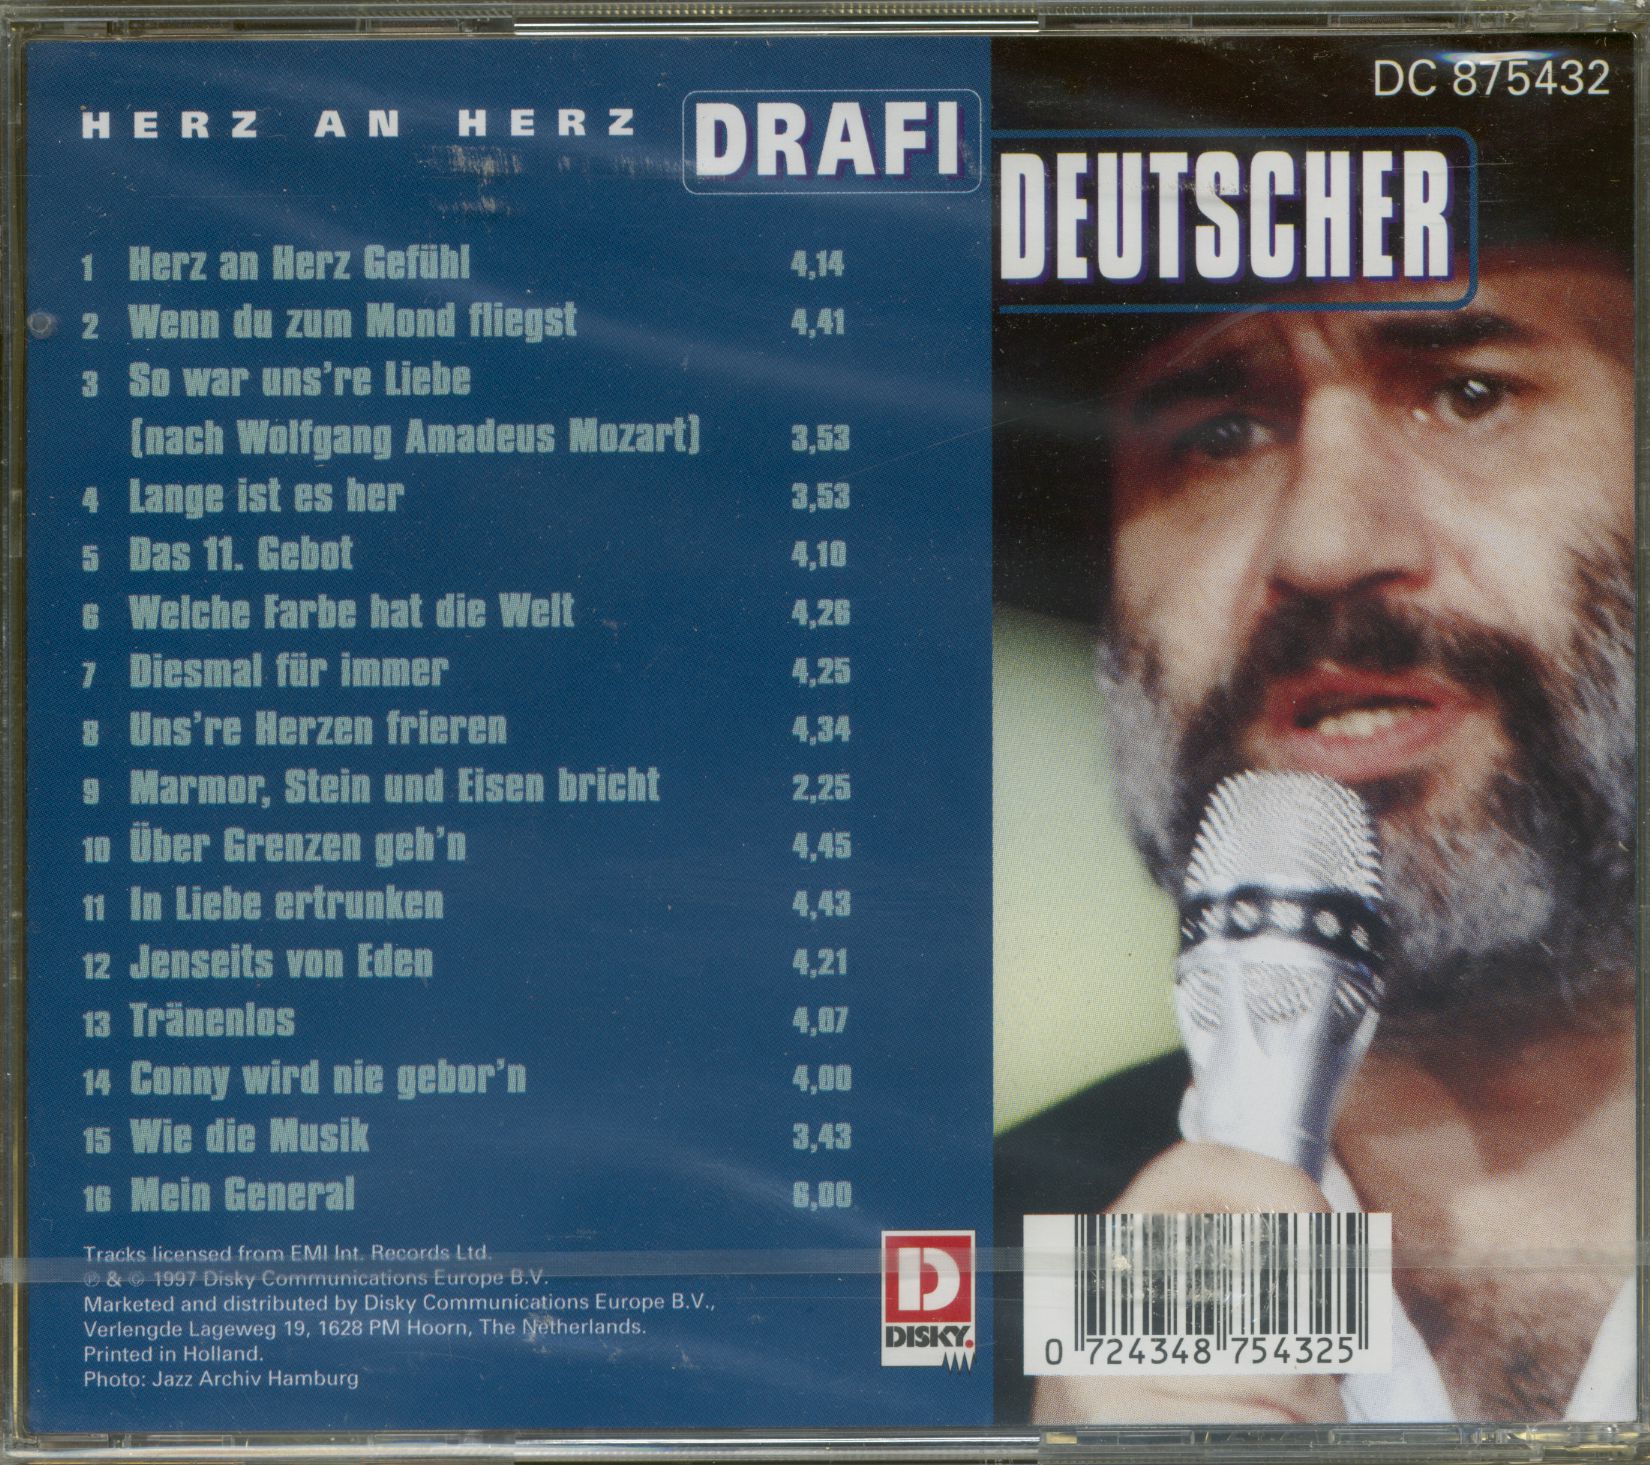 DC 875432
HERZ AN HERZ DRAFI DEUTSCHER
1 Herz an Herz Gefühl 4,14
2 Wenn du zum Mond fliegst 4,41
3 So war uns're Liebe
(nach Wolfgang Amadeus Mozart) 3,53
4 Lange ist es her 3,53
5 Das 11. Gebot 4,10
6 Welche Farbe hat die Welt 4,26
7 Diesmal für immer 4,25
8 Uns're Herzen frieren 4,34
9 Marmor, Stein und Eisen bricht 2,25
10 Über Grenzen geh'n 4,45
11 In Liebe ertrunken 4,43
12 Jenseits von Eden 4,21
13 Tränenlos 4,07
14 Conny wird nie gebor'n 4,00
15 Wie die Musik 3,43
16 Mein General 6,00
Tracks licensed from EMI Int. Records Ltd.
℗ & © 1997 Disky Communications Europe B.V.
Marketed and distributed by Disky Communications Europe B.V.,
Verlengde Lageweg 19, 1628 PM Hoorn, The Netherlands.
Printed in Holland.
Photo: Jazz Archiv Hamburg
D
DISKY.
0 724348 754325